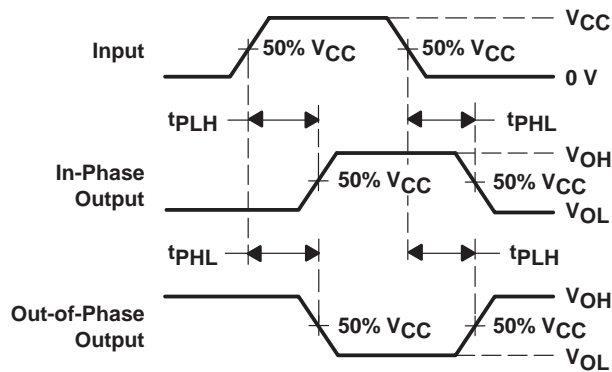 VCC
Input
50% VCC
50% VCC
0 V
tPLH
tPHL
VOH
In-Phase
Output
50% VCC
50% VCC
VOL
tPHL
tPLH
VOH
Out-of-Phase
Output
50% VCC
50% VCC
VOL